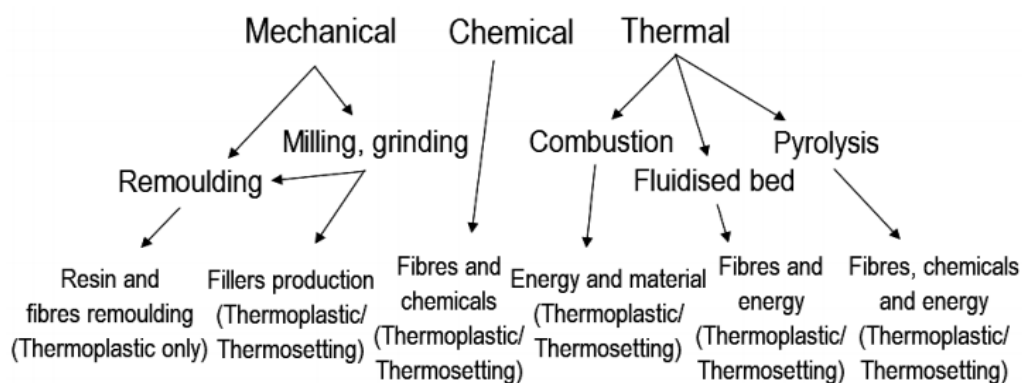 Mechanical Chemical Thermal
Milling, grinding
Combustion
Pyrolysis
Remoulding
Fluidised bed
Resin and
fibres remoulding
(Thermoplastic only)
Fillers production
(Thermoplastic/
Thermosetting)
Fibres and
chemicals
(Thermoplastic/
Thermosetting)
Energy and material
(Thermoplastic/
Thermosetting)
Fibres and
energy
(Thermoplastic/
Thermosetting)
Fibres, chemicals
and energy
(Thermoplastic/
Thermosetting)